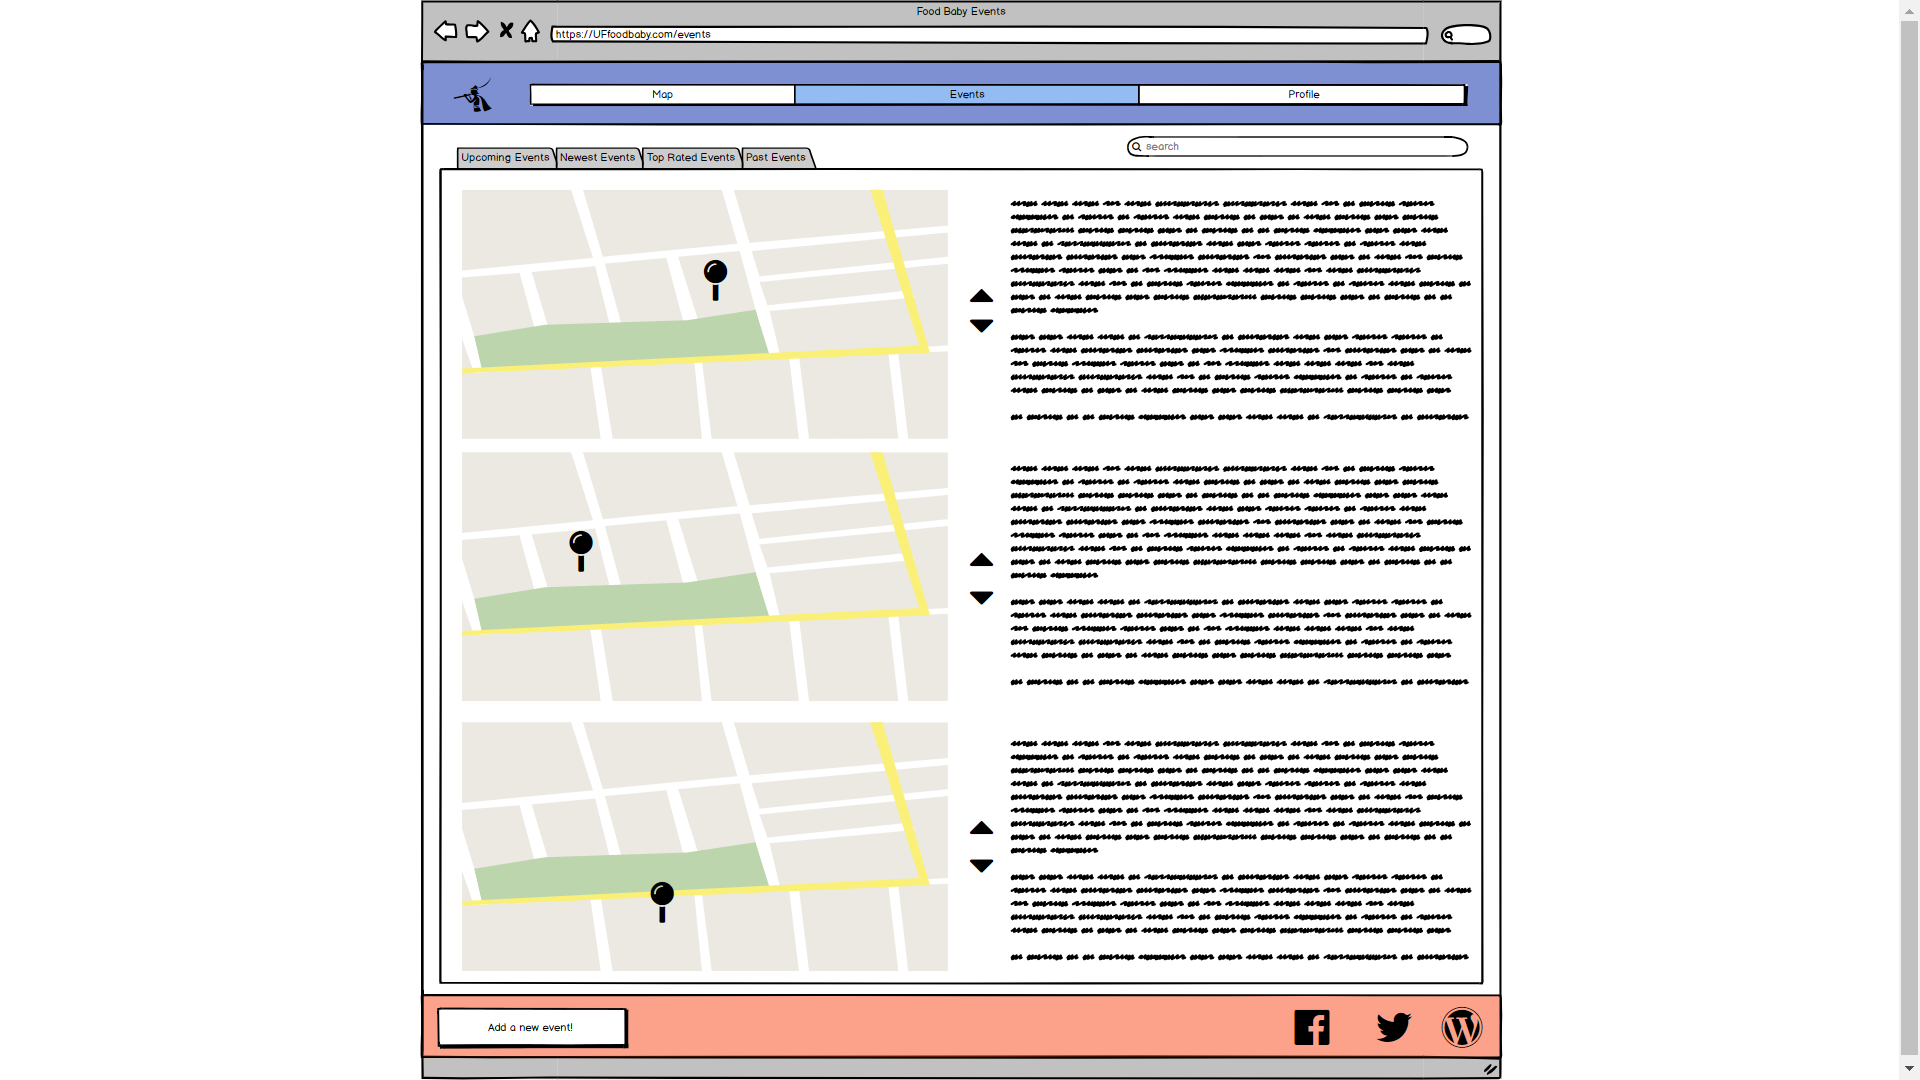 Food Baby Events
https://UFfoodbaby.com/events
Map
Events
Profile
Upcoming Events
Newest Events
Top Rated Events
Past Events
search
Add a new event!